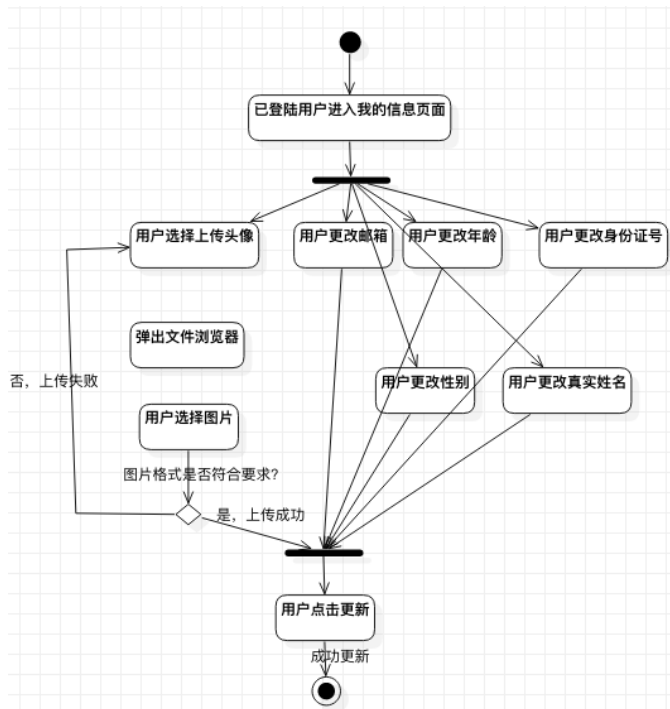 已登陆用户进入我的信息页面
用户选择上传头像
用户更改邮箱
用户更改年龄
用户更改身份证号
弹出文件浏览器
否，上传失败
用户更改性别
用户更改真实姓名
用户选择图片
图片格式是否符合要求?
是，上传成功
用户点击更新
成功更新